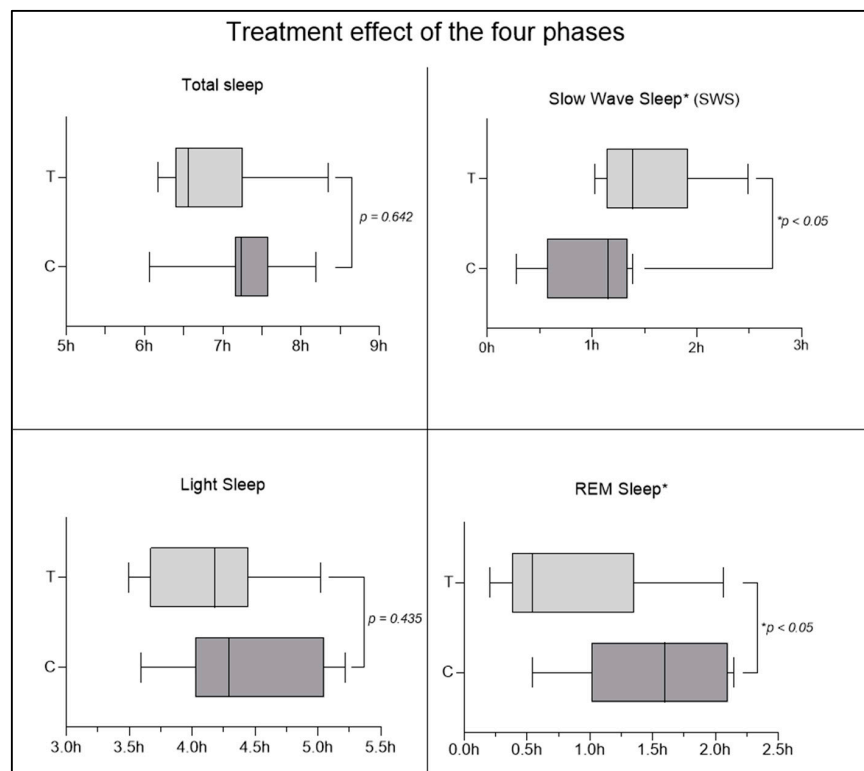 Treatment effect of the four phases
Total sleep
T
p = 0.642
C
5h 6h 7h 8h 9h
Slow Wave Sleep* (SWS)
T
*p < 0.05
C
0h 1h 2h 3h
Light Sleep
T
p = 0.435
C
3.0h 3.5h 4.0h 4.5h 5.0h 5.5h
REM Sleep*
T
*p < 0.05
C
0.0h 0.5h 1.0h 1.5h 2.0h 2.5h